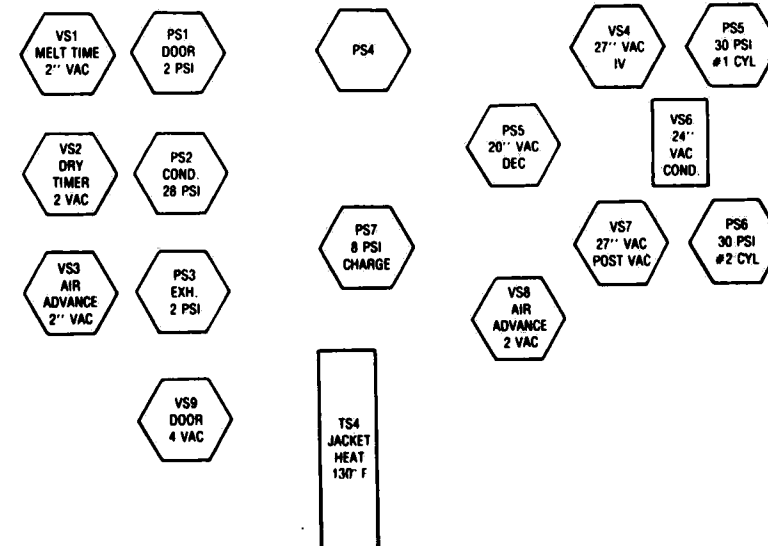 VS1
MELT TIME
2'' VAC
PS1
DOOR
2 PSI
PS4
VS4
27'' VAC
IV
PS5
30 PSI
#1 CYL
VS2
DRY
TIMER
2 VAC
PS2
COND.
28 PSI
PS5
20'' VAC
DEC
VS6
24''
VAC
COND.
VS3
AIR
ADVANCE
2'' VAC
PS3
EXH.
2 PSI
PS7
8 PSI
CHARGE
VS7
27'' VAC
POST VAC
PS6
30 PSI
#2 CYL
VS8
AIR
ADVANCE
2 VAC
VS9
DOOR
4 VAC
TS4
JACKET
HEAT
130° F